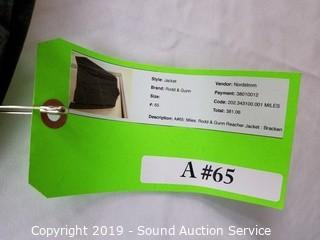 Style: Jacket
Brand: Rodd & Gunn
Size:
#: 65
Vendor: Nordstrom
Payment: 38010012
Code: 202.343100.001 MILES
Total: 381.06
Description: A#65: Miles. Rodd & Gunn Reacher Jacket : Bracken
A #65
Copyright 2019 - Sound Auction Service